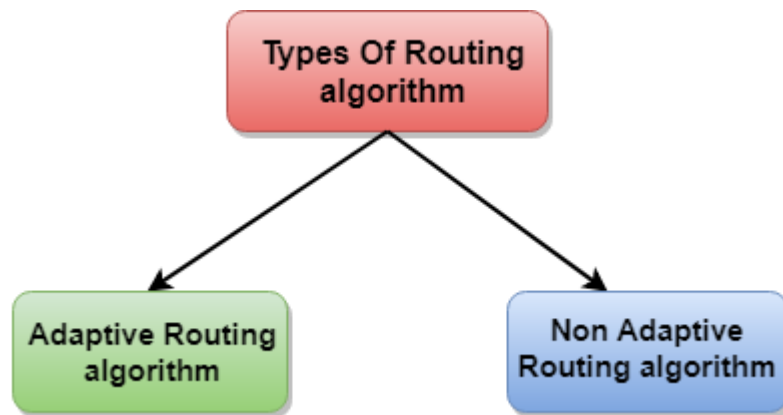 Types Of Routing
algorithm
Adaptive Routing
algorithm
Non Adaptive
Routing algorithm